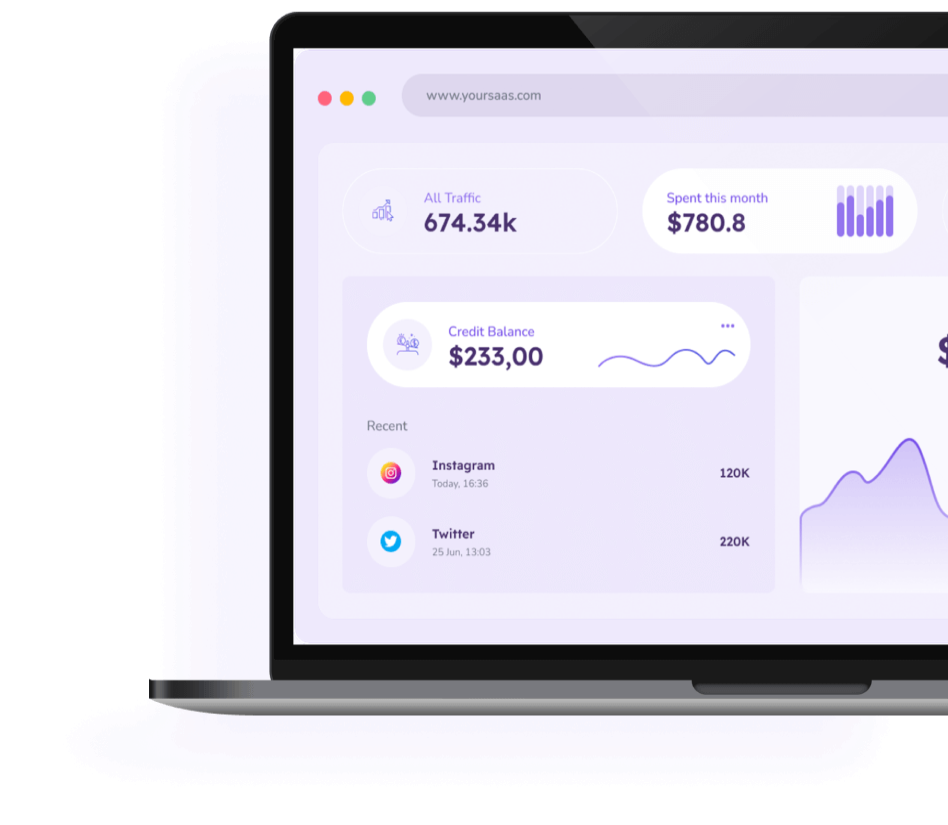 www.yoursaas.com
All Traffic
674.34k
Spent this month
$780.8
Credit Balance
$233,00
$
Recent
Instagram
Today, 16:36
120K
Twitter
25 Jun, 13:03
220K